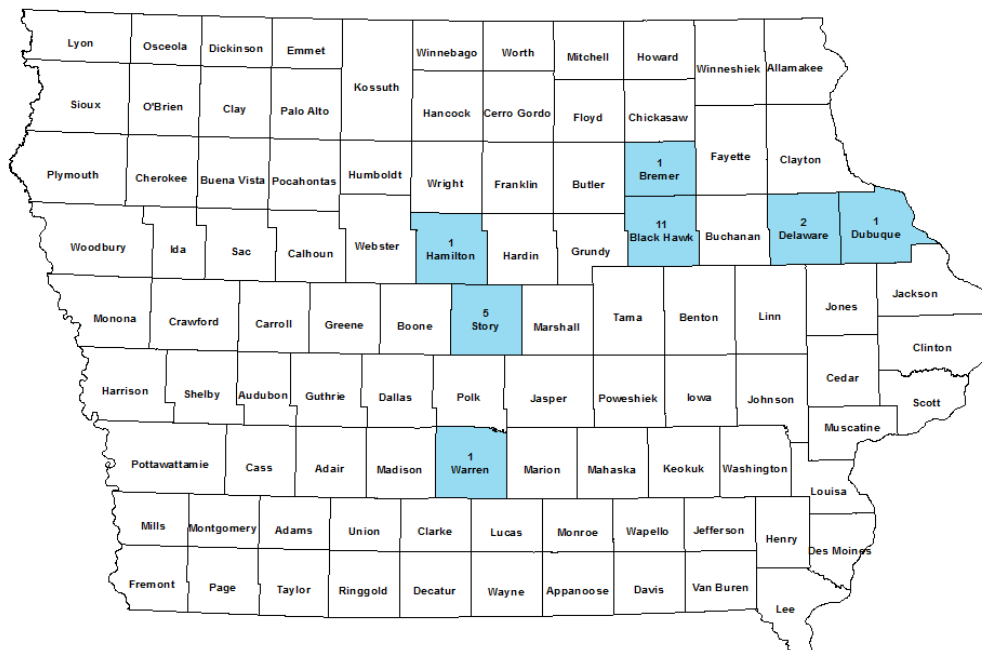 Lyon
Osceola
Dickinson
Emmet
Winnebago
Worth
Mitchell
Howard
Winneshiek
Allamakee
Kossuth
Sioux
O'Brien
Clay
Palo Alto
Hancock
Cerro Gordo
Floyd
Chickasaw
Fayette
Clayton
Plymouth
Cherokee
Buena Vista
Pocahontas
Humboldt
Wright
Franklin
Butler
1
Bremer
Woodbury
Ida
Sac
Calhoun
Webster
1
Hamilton
Hardin
Grundy
11
Black Hawk
Buchanan
2
Delaware
1
Dubuque
Monona
Crawford
Carroll
Greene
Boone
5
Story
Marshall
Tama
Benton
Linn
Jones
Jackson
Clinton
Harrison
Shelby
Audubon
Guthrie
Dallas
Polk
Jasper
Poweshiek
Iowa
Johnson
Cedar
Scott
Muscatine
Pottawattamie
Cass
Adair
Madison
1
Warren
Marion
Mahaska
Keokuk
Washington
Louisa
Mills
Montgomery
Adams
Union
Clarke
Lucas
Monroe
Wapello
Jefferson
Henry
Des Moines
Fremont
Page
Taylor
Ringgold
Decatur
Wayne
Appanoose
Davis
Van Buren
Lee